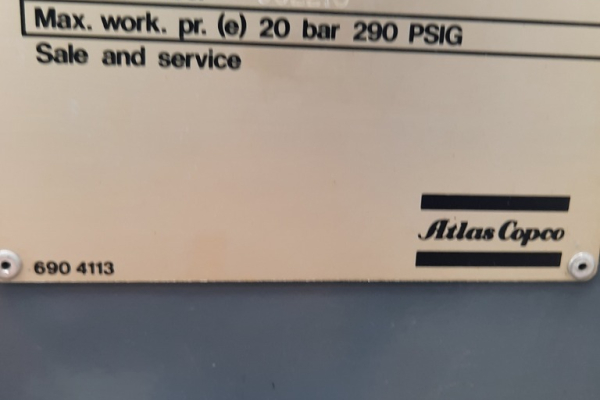 Max. work. pr. (e) 20 bar 290 PSIG
Sale and service
Atlas Copco
690 4113